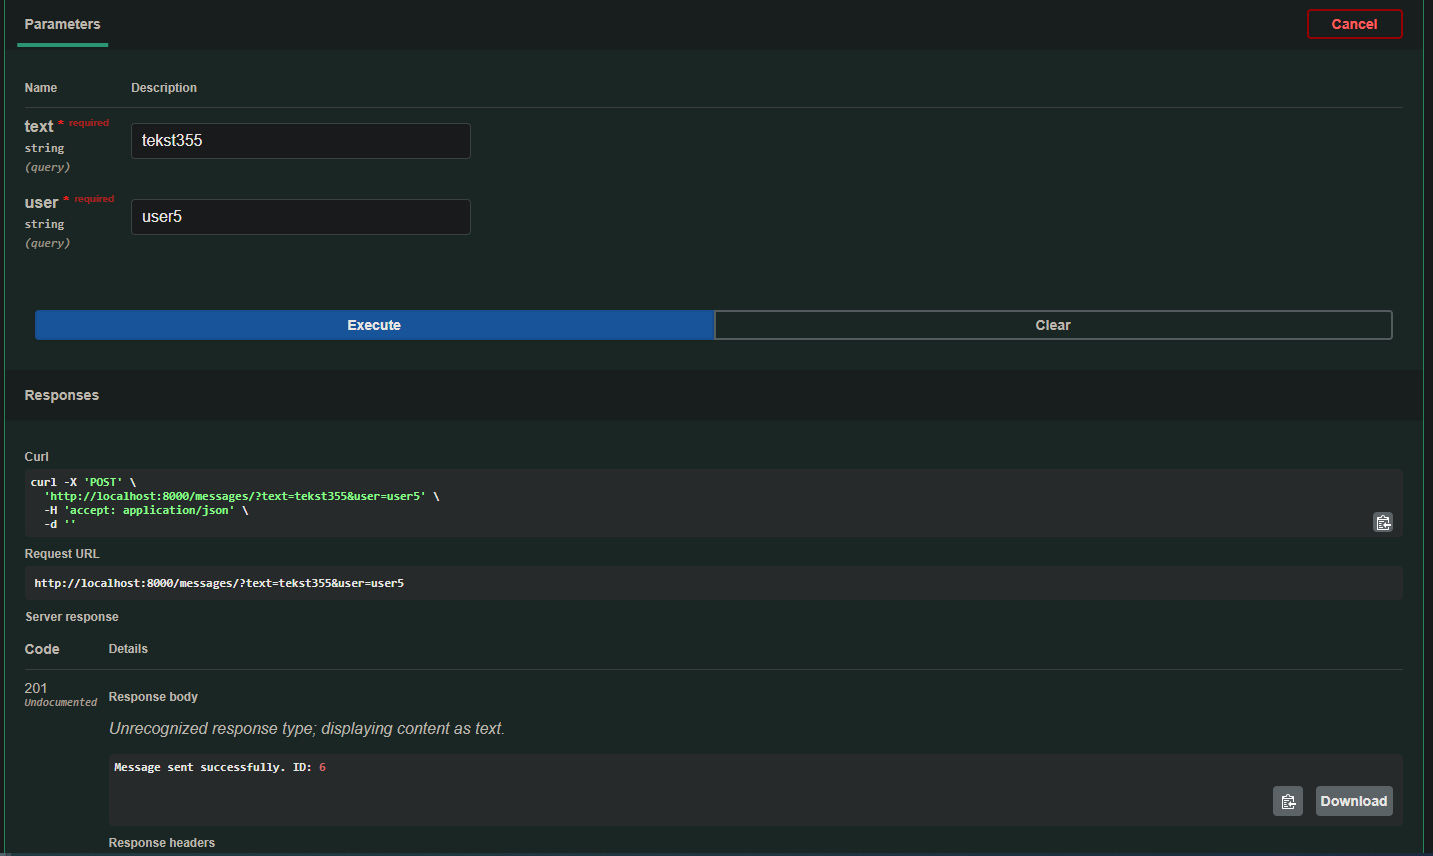 Parameters
Cancel
Name Description
text * required
string
(query)
tekst355
user * required
string
(query)
user5
Execute Clear
Responses
Curl
curl -X 'POST' \
  'http://localhost:8000/messages/?text=tekst355&user=user5' \
  -H 'accept: application/json' \
  -d ''
Request URL
http://localhost:8000/messages/?text=tekst355&user=user5
Server response
Code Details
201
Undocumented
Response body
Unrecognized response type; displaying content as text.
Message sent successfully. ID: 6
Download
Response headers